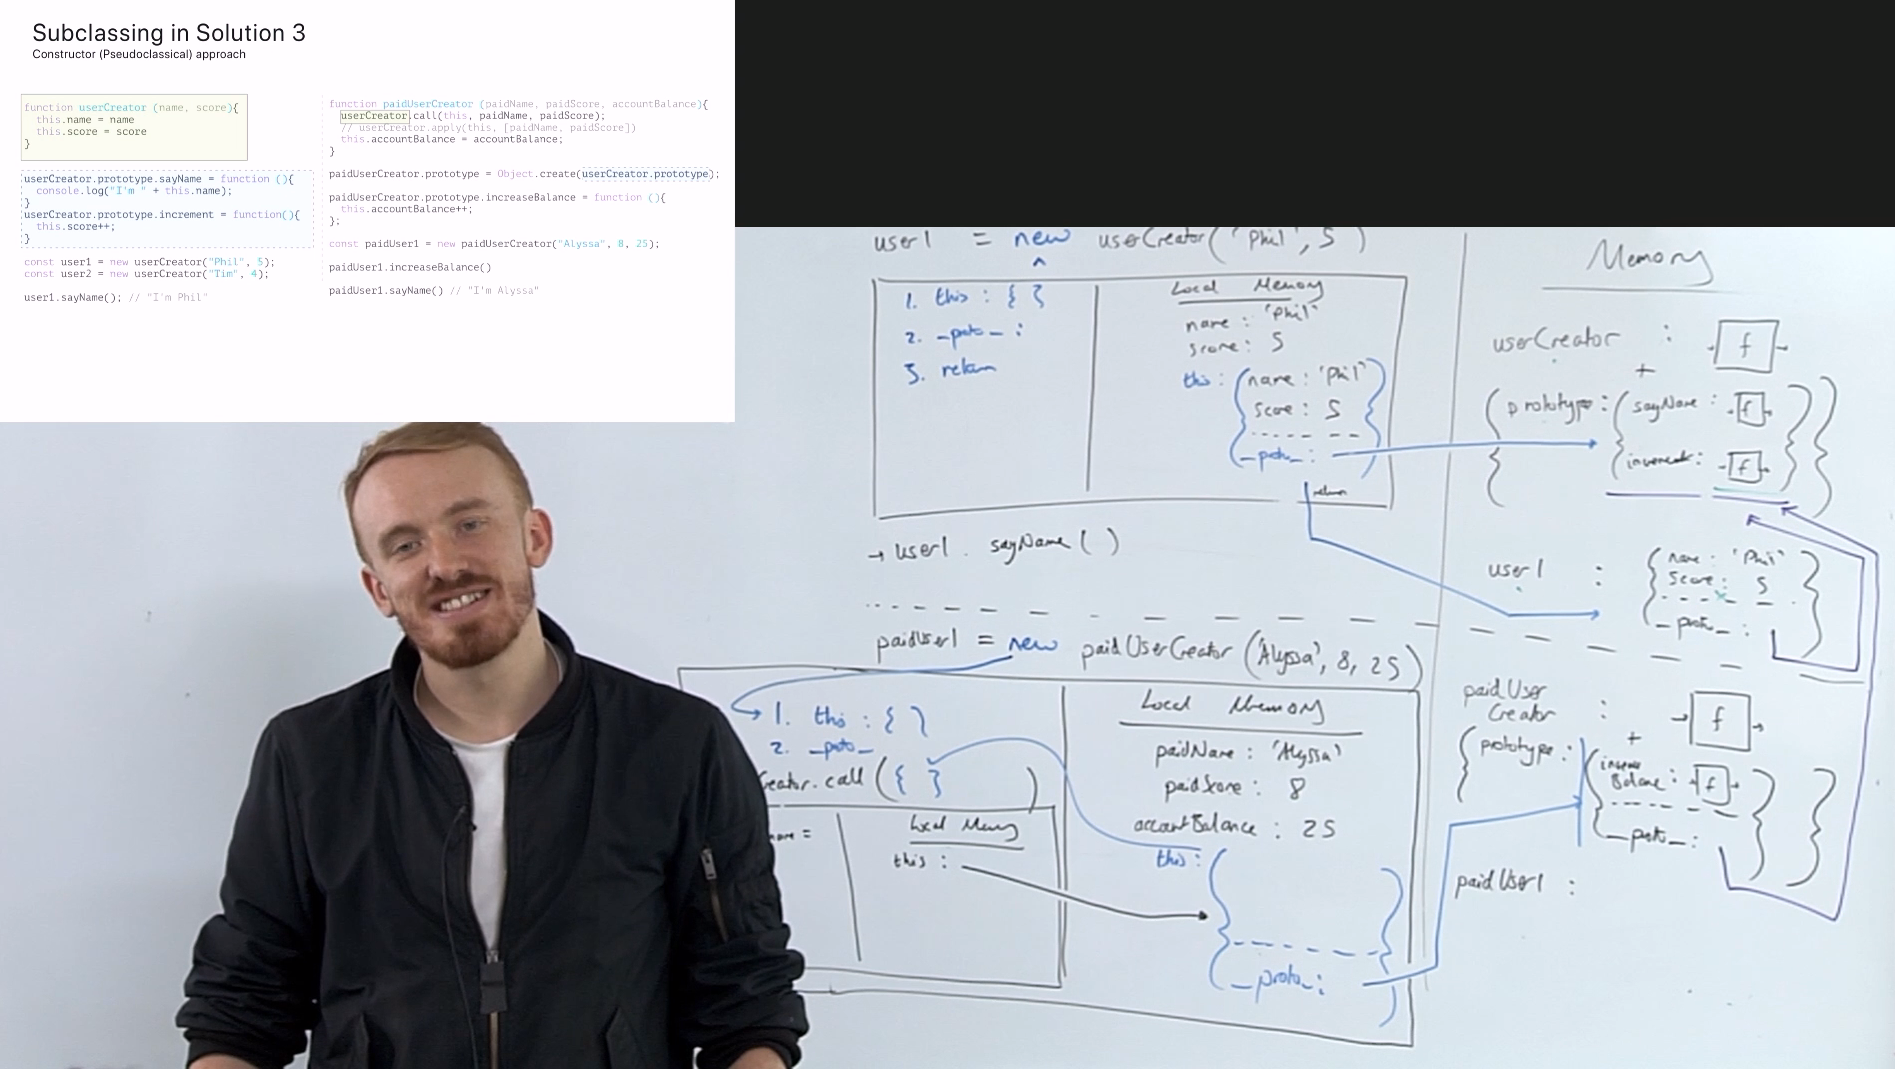 Subclassing in Solution 3
Constructor (Pseudoclassical) approach
function userCreator (name, score){
this.name = name
this.score = score
}
userCreator.prototype.sayName = function (){
console.log("I'm " + this.name);
}
userCreator.prototype.increment = function(){
this.score++;
}
const user1 = new userCreator("Phil", 5);
const user2 = new userCreator("Tim", 4);
user1.sayName(); // "I'm Phil"
function paidUserCreator (paidName, paidScore, accountBalance){
userCreator.call(this, paidName, paidScore);
// userCreator.apply(this, [paidName, paidScore])
this.accountBalance = accountBalance;
}
paidUserCreator.prototype = Object.create(userCreator.prototype);
paidUserCreator.prototype.increaseBalance = function (){
this.accountBalance++;
};
const paidUser1 = new paidUserCreator("Alyssa", 8, 25);
paidUser1.increaseBalance()
paidUser1.sayName() // "I'm Alyssa"
user1 = new userCreator('Phil', 5)
1. this : { }
2. _proto_ :
3. return
Local Memory
name : 'Phil'
score : 5
this : { name : 'Phil'
score : 5
_proto_ :
return
→ user1 . sayName ( )
paidUser1 = new paidUserCreator ('Alyssa', 8, 25)
1. this : { }
2. _proto_
Creator.call ( { } )
Local Memory
this :
Local Memory
paidName : 'Alyssa'
paidScore : 8
accountBalance : 25
this : {
_proto_ :
Memory
userCreator : f
+
{ prototype : { sayName : f } }
increment : f
user1 : { name : 'Phil' }
score : 5
_proto_ :
paidUser
Creator : f
+
{ prototype : { increase
Balance : f } }
_proto_ :
paidUser1 :